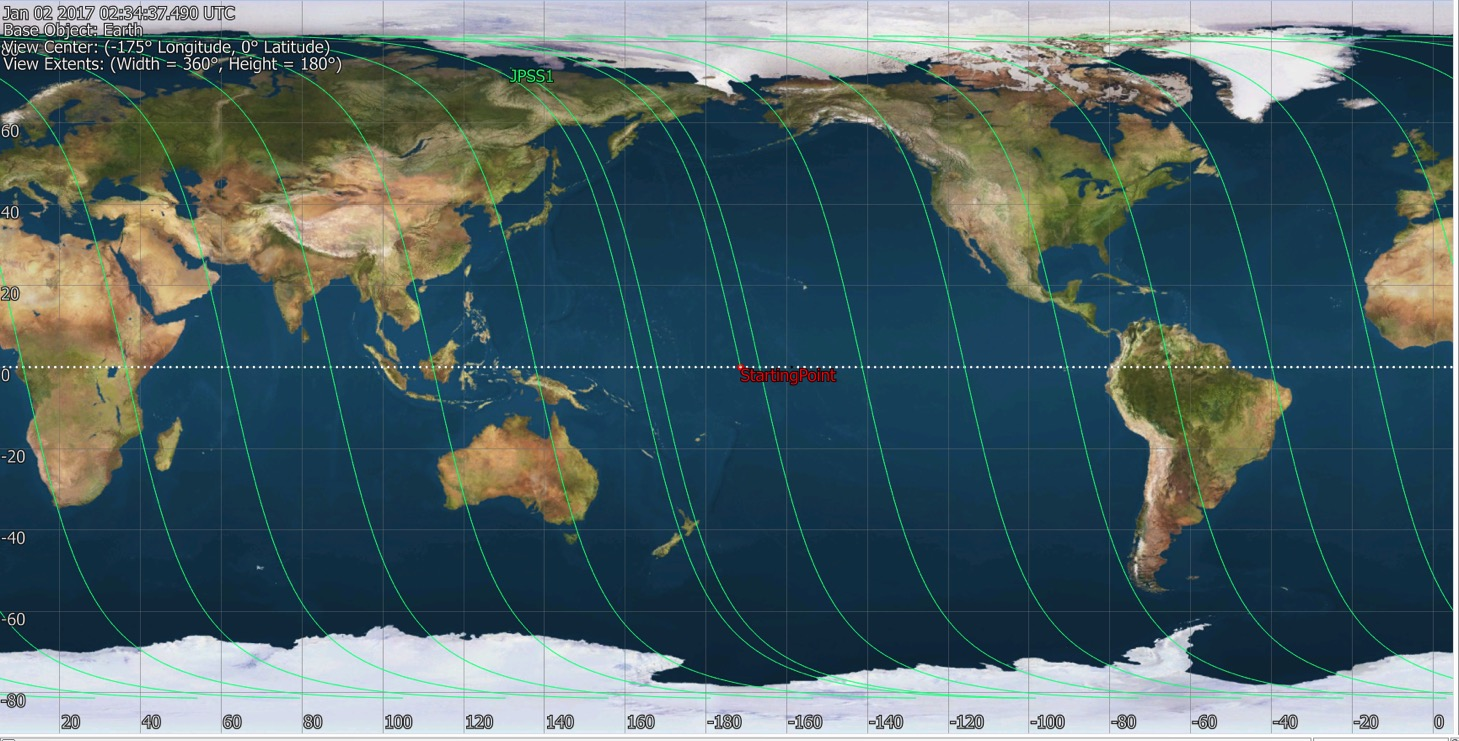 Jan 02 2017 02:34:37.490 UTC
Base Object: Earth
View Center: (-175° Longitude, 0° Latitude)
View Extents: (Width = 360°, Height = 180°)
JPSS1
60
40
20
0
StartingPoint
-20
-40
-60
-80
20 40 60 80 100 120 140 160 -180 -160 -140 -120 -100 -80 -60 -40 -20 0